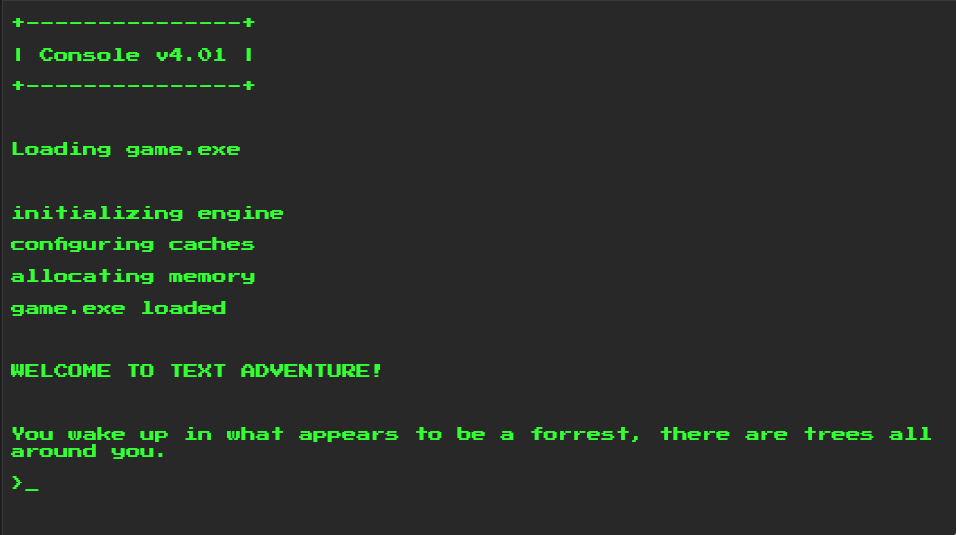 +---------------+
| Console v4.01 |
+---------------+
Loading game.exe
initializing engine
configuring caches
allocating memory
game.exe loaded
WELCOME TO TEXT ADVENTURE!
You wake up in what appears to be a forrest, there are trees all
around you.
>_